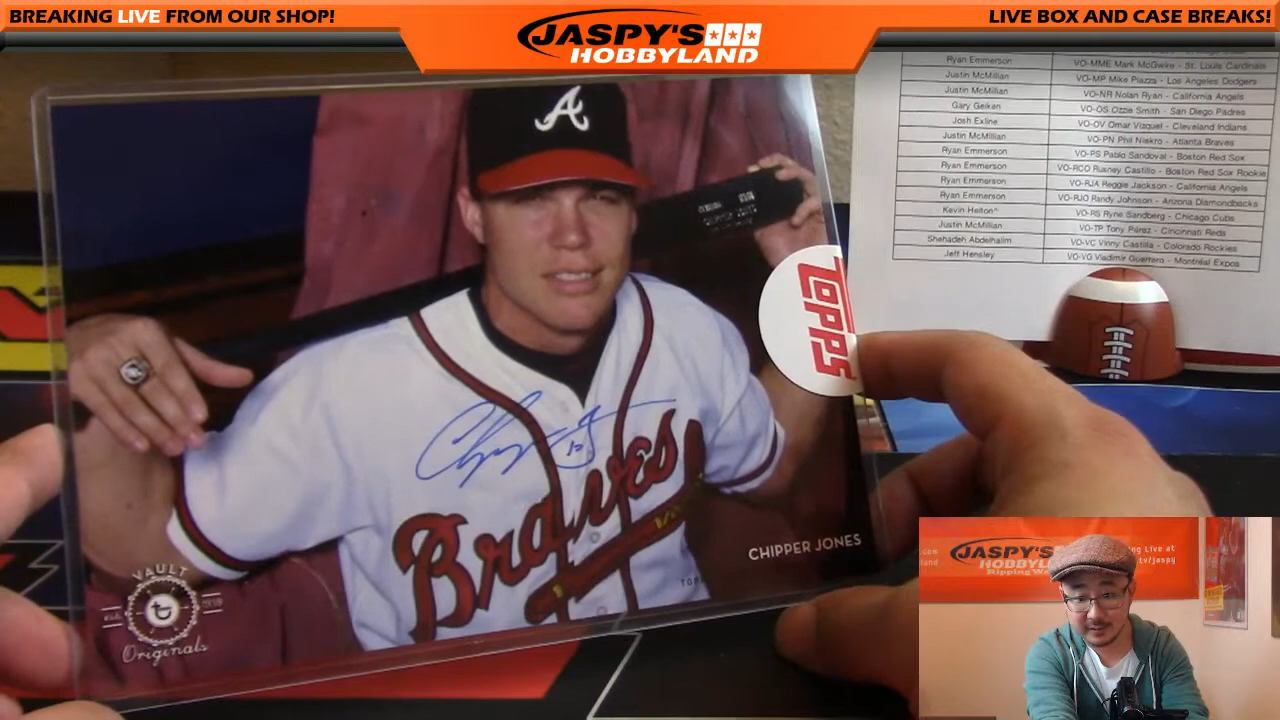 BREAKING LIVE FROM OUR SHOP!
JASPY'S
HOBBYLAND
LIVE BOX AND CASE BREAKS!
Ryan Emmerson VO-MME Mark McGwire - St. Louis Cardinals
Justin McMillian VO-MP Mike Piazza - Los Angeles Dodgers
Justin McMillian VO-NR Nolan Ryan - California Angels
Gary Geiken VO-OS Ozzie Smith - San Diego Padres
Josh Exline VO-OV Omar Vizquel - Cleveland Indians
Justin McMillian VO-PN Phil Niekro - Atlanta Braves
Ryan Emmerson VO-PS Pablo Sandoval - Boston Red Sox
Ryan Emmerson VO-RCO Rusney Castillo - Boston Red Sox Rookie
Ryan Emmerson VO-RJA Reggie Jackson - California Angels
Ryan Emmerson VO-RJO Randy Johnson - Arizona Diamondbacks
Kevin Helton* VO-RS Ryne Sandberg - Chicago Cubs
Justin McMillian VO-TP Tony Pérez - Cincinnati Reds
Shehadeh Abdelhalim VO-VC Vinny Castilla - Colorado Rockies
Jeff Hensley VO-VG Vladimir Guerrero - Montréal Expos
A
TOPPS
Chipper 10
Braves
CHIPPER JONES
VAULT
Originals
JASPY'S
HOBBYLAND